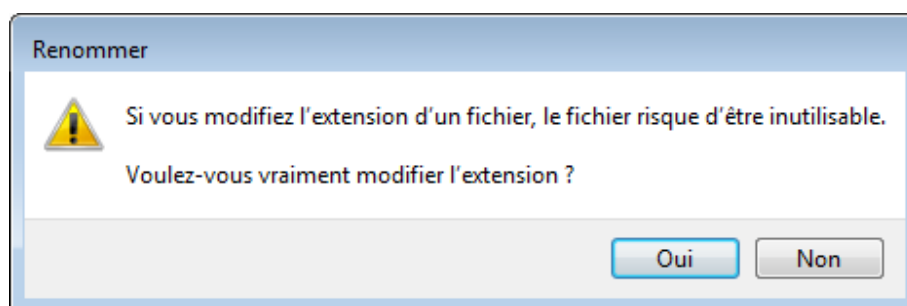 Renommer
Si vous modifiez l'extension d'un fichier, le fichier risque d'être inutilisable.
Voulez-vous vraiment modifier l'extension ?
Oui Non